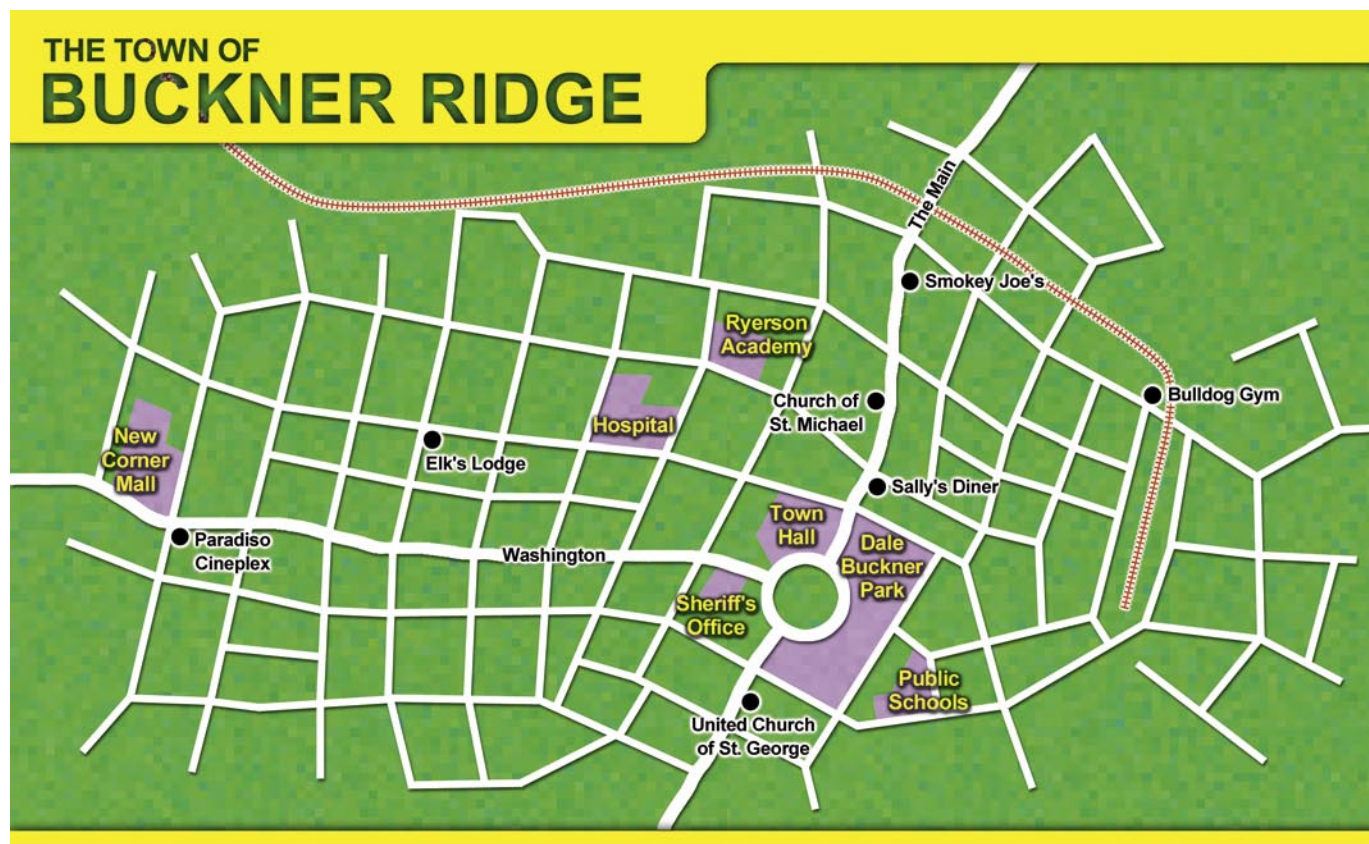 THE TOWN OF
BUCKNER RIDGE
The Main
Smokey Joe's
Ryerson
Academy
Bulldog Gym
Church of
St. Michael
Hospital
New
Corner
Mall
Elk's Lodge
Sally's Diner
Town
Hall
Paradiso
Cineplex
Washington
Dale
Buckner
Park
Sheriff's
Office
Public
Schools
United Church
of St. George